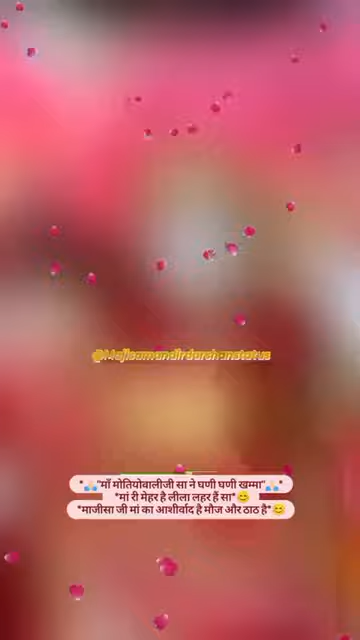 @Majisamandirdarshanstatus
*🙏🏻"माँ मोतियोवालीजी सा ने घणी घणी खम्मा"🙏🏻*
*मां री मेहर है लीला लहर हैं सा*😊
*माजीसा जी मां का आशीर्वाद है मौज और ठाठ है*😊